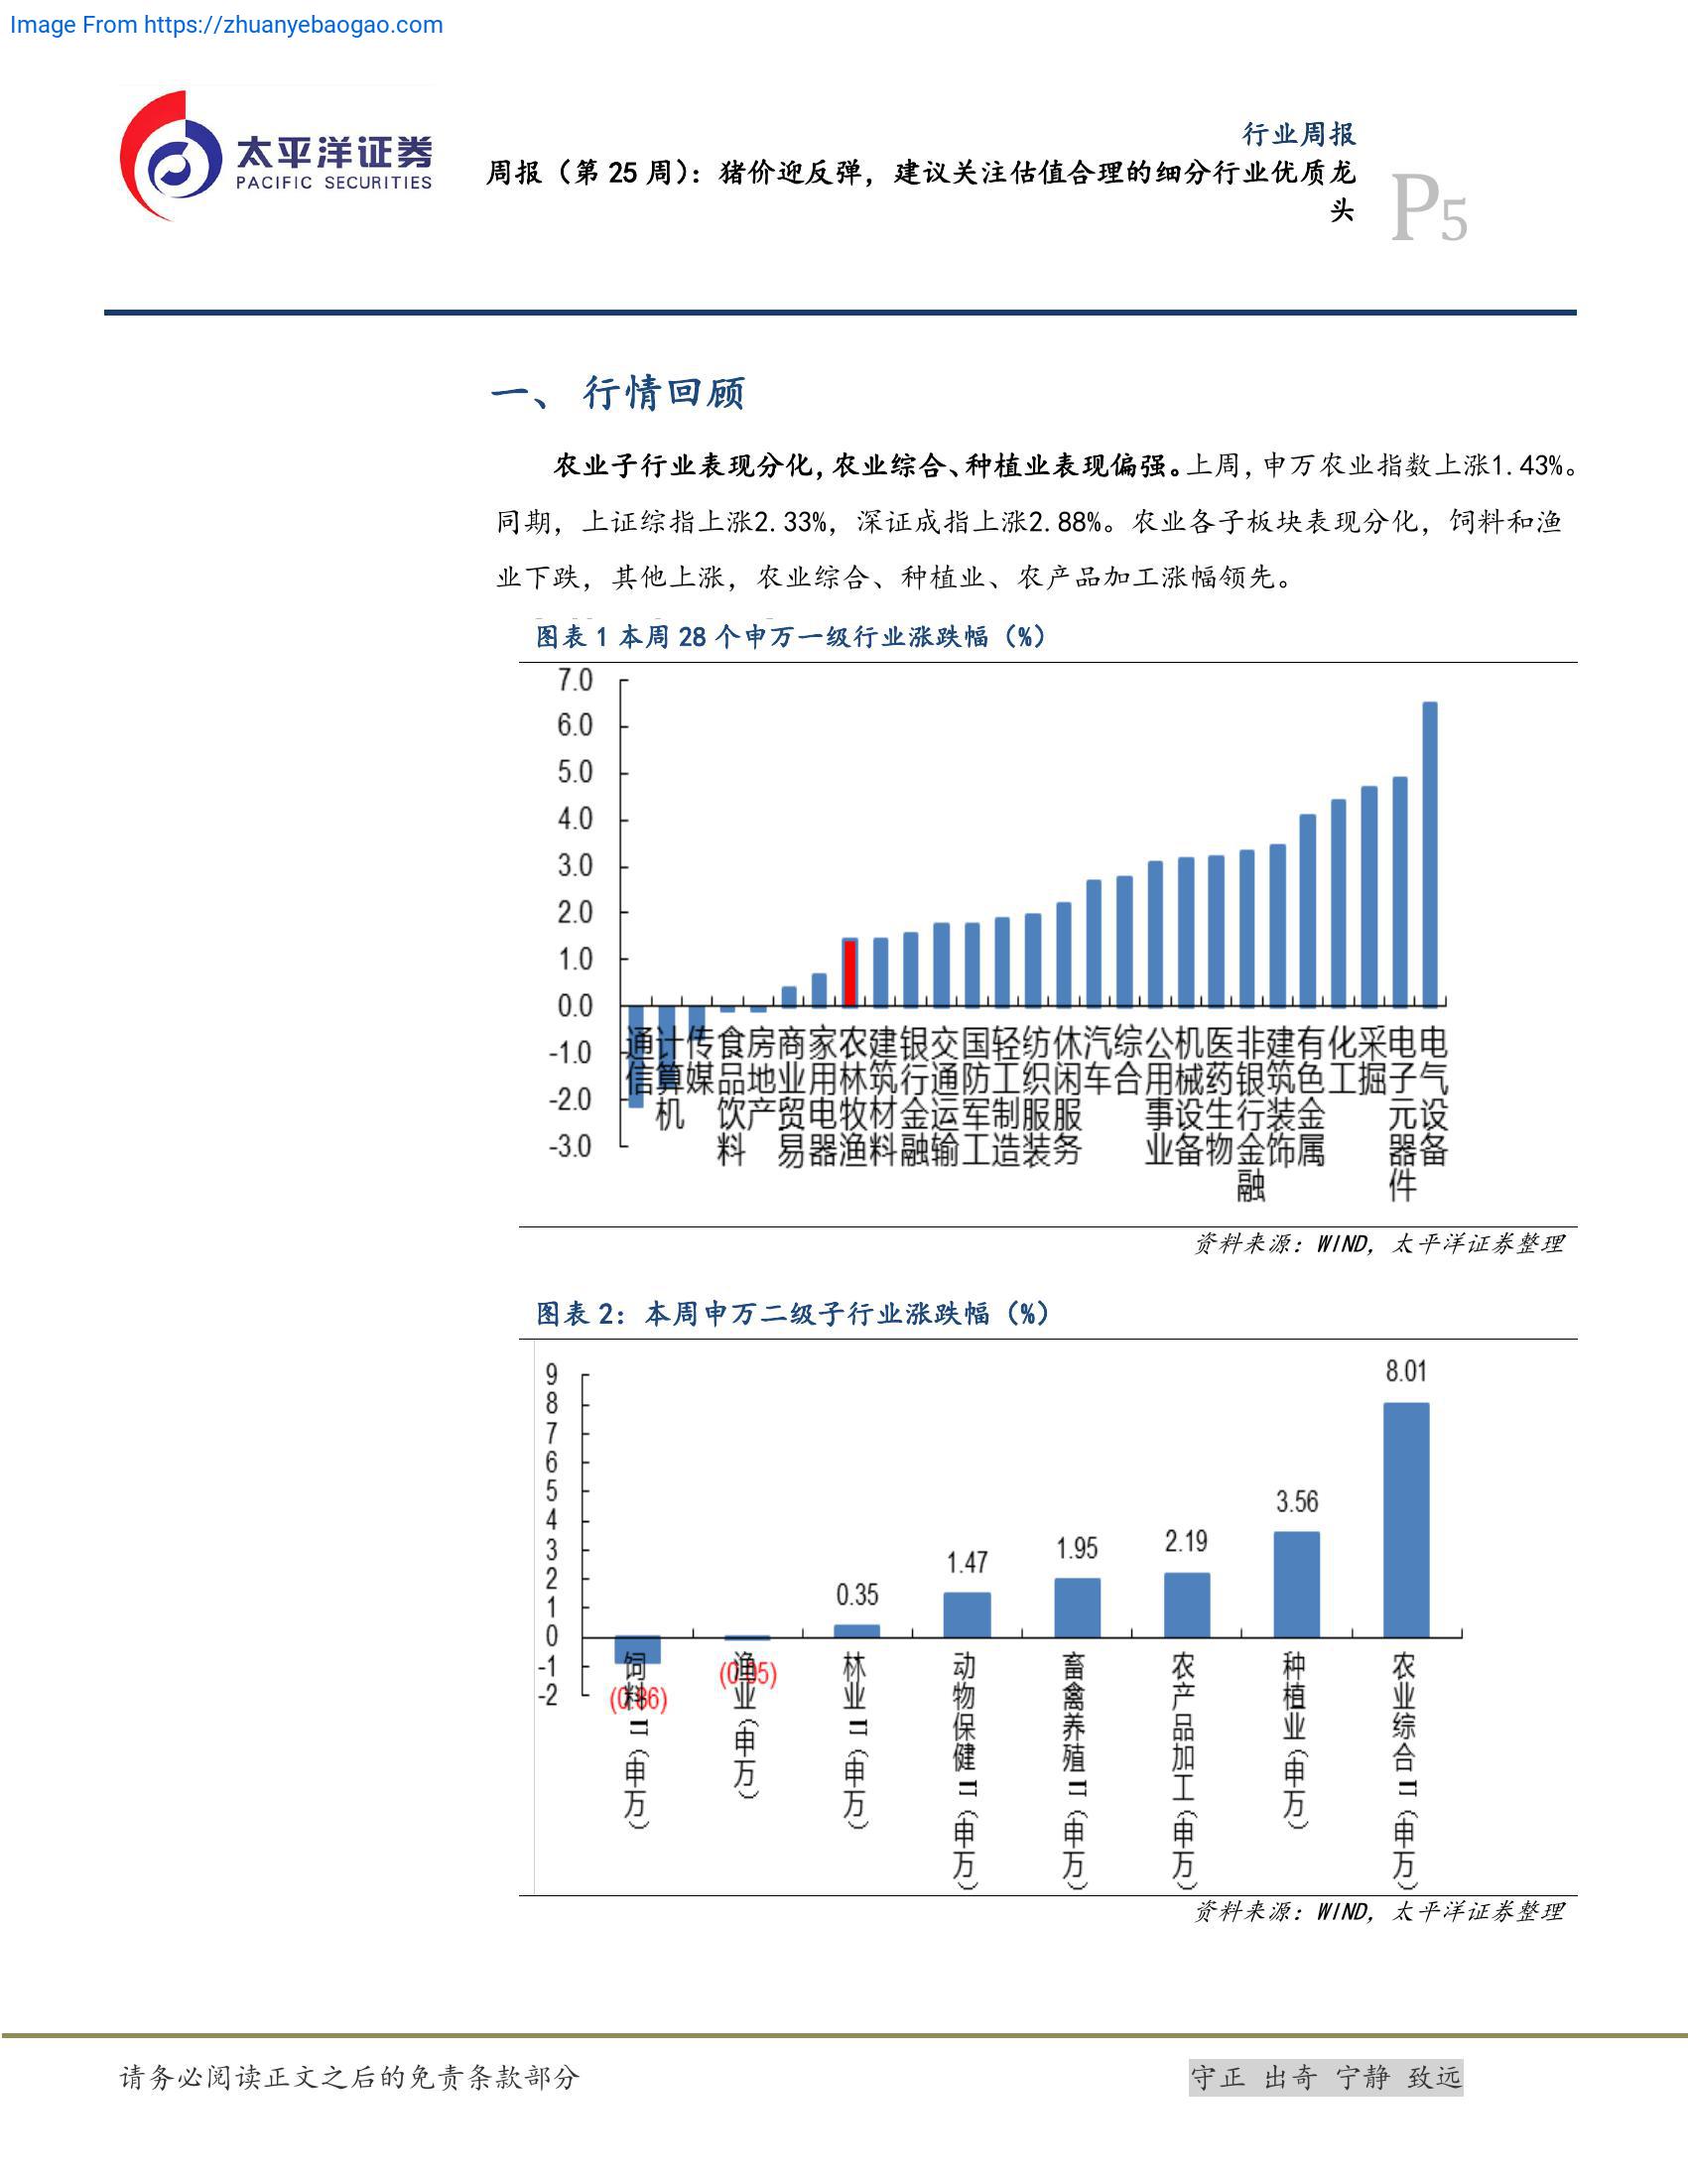 Image From https://zhuanyebaogao.com
太平洋证券
PACIFIC SECURITIES
行业周报
周报（第 25 周）：猪价迎反弹，建议关注估值合理的细分行业优质龙
头
P5
一、 行情回顾
农业子行业表现分化，农业综合、种植业表现偏强。上周，申万农业指数上涨1.43%。
同期，上证综指上涨2.33%，深证成指上涨2.88%。农业各子板块表现分化，饲料和渔
业下跌，其他上涨，农业综合、种植业、农产品加工涨幅领先。
图表 1 本周 28 个申万一级行业涨跌幅（%）
7.0
6.0
5.0
4.0
3.0
2.0
1.0
0.0
-1.0
-2.0
-3.0
通信
计算机
传媒
食品饮料
房地产
商业贸易
家用电器
农林牧渔
建筑材料
银行金融
交通运输
国防军工
轻工制造
纺织服装
休闲服务
汽车
综合
公用事业
机械设备
医药生物
非银行金融
建筑装饰
有色金属
化工
采掘
电子元器件
电气设备
资料来源：WIND，太平洋证券整理
图表 2：本周申万二级子行业涨跌幅（%）
9
8
7
6
5
4
3
2
1
0
-1
-2
(0.86)
(0.05)
0.35
1.47
1.95
2.19
3.56
8.01
饲料II（申万）
渔业（申万）
林业II（申万）
动物保健II（申万）
畜禽养殖II（申万）
农产品加工（申万）
种植业（申万）
农业综合II（申万）
资料来源：WIND，太平洋证券整理
请务必阅读正文之后的免责条款部分
守正 出奇 宁静 致远